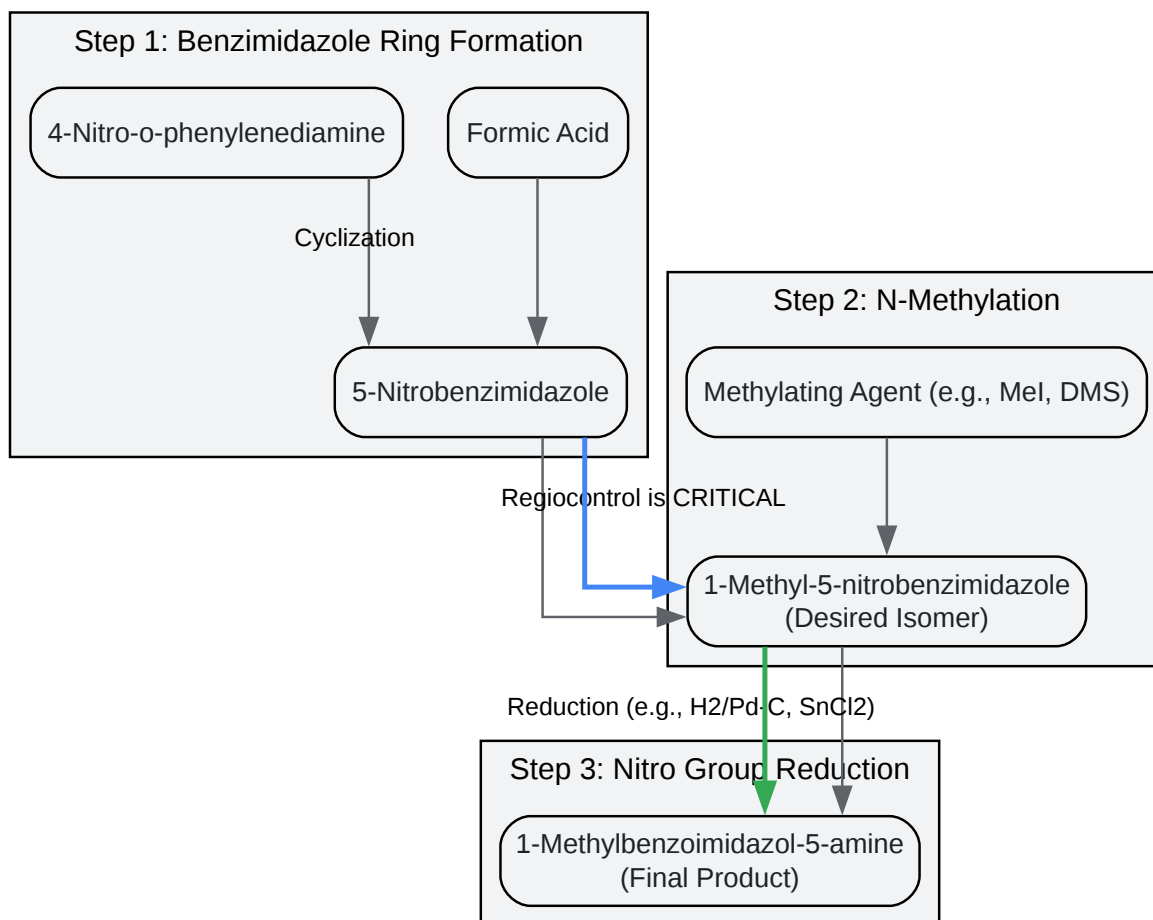 Step 1: Benzimidazole Ring Formation
4-Nitro-o-phenylenediamine
Formic Acid
Cyclization
5-Nitrobenzimidazole
Step 2: N-Methylation
Methylating Agent (e.g., MeI, DMS)
Regiocontrol is CRITICAL
1-Methyl-5-nitrobenzimidazole
(Desired Isomer)
Reduction (e.g., H2/Pd-C, SnCl2)
Step 3: Nitro Group Reduction
1-Methylbenzoimidazol-5-amine
(Final Product)